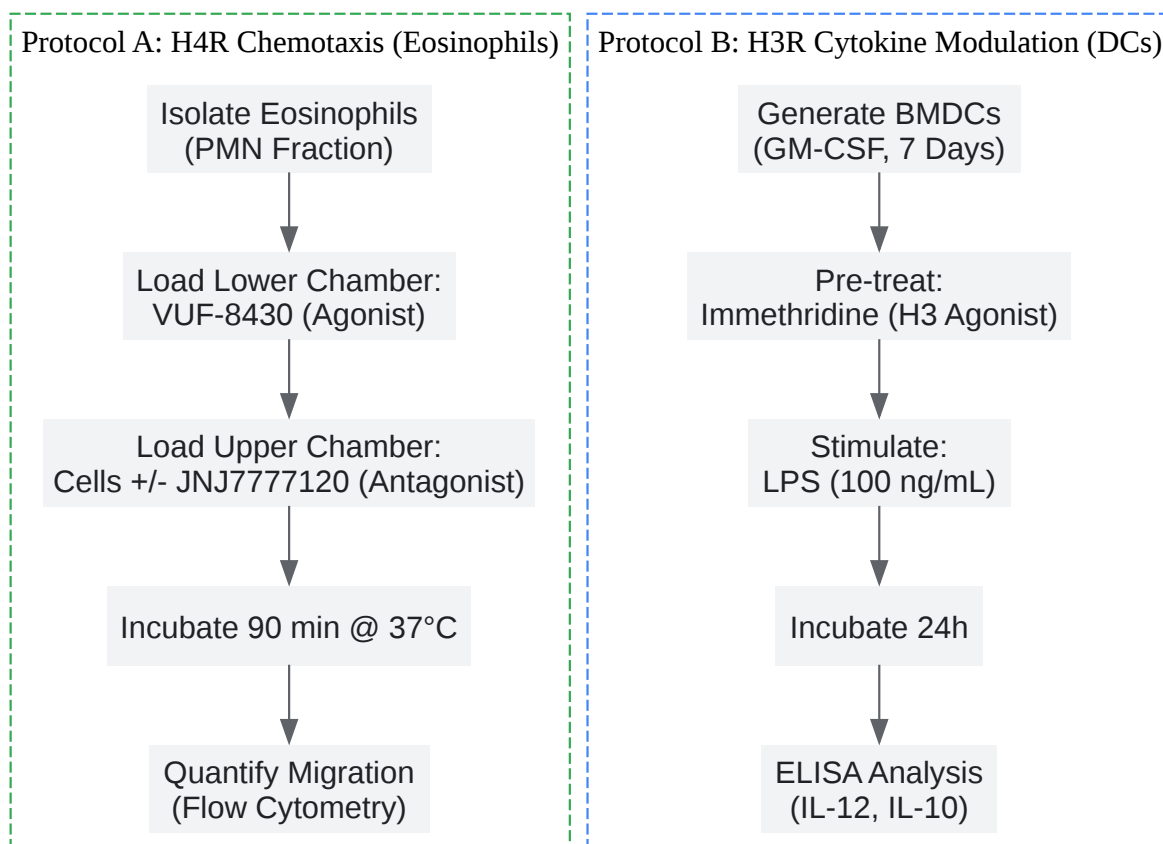 Protocol A: H4R Chemotaxis (Eosinophils)
Isolate Eosinophils
(PMN Fraction)
Load Lower Chamber:
VUF-8430 (Agonist)
Load Upper Chamber:
Cells +/- JNJ7777120 (Antagonist)
Incubate 90 min @ 37°C
Quantify Migration
(Flow Cytometry)
Protocol B: H3R Cytokine Modulation (DCs)
Generate BMDCs
(GM-CSF, 7 Days)
Pre-treat:
Immethridine (H3 Agonist)
Stimulate:
LPS (100 ng/mL)
Incubate 24h
ELISA Analysis
(IL-12, IL-10)